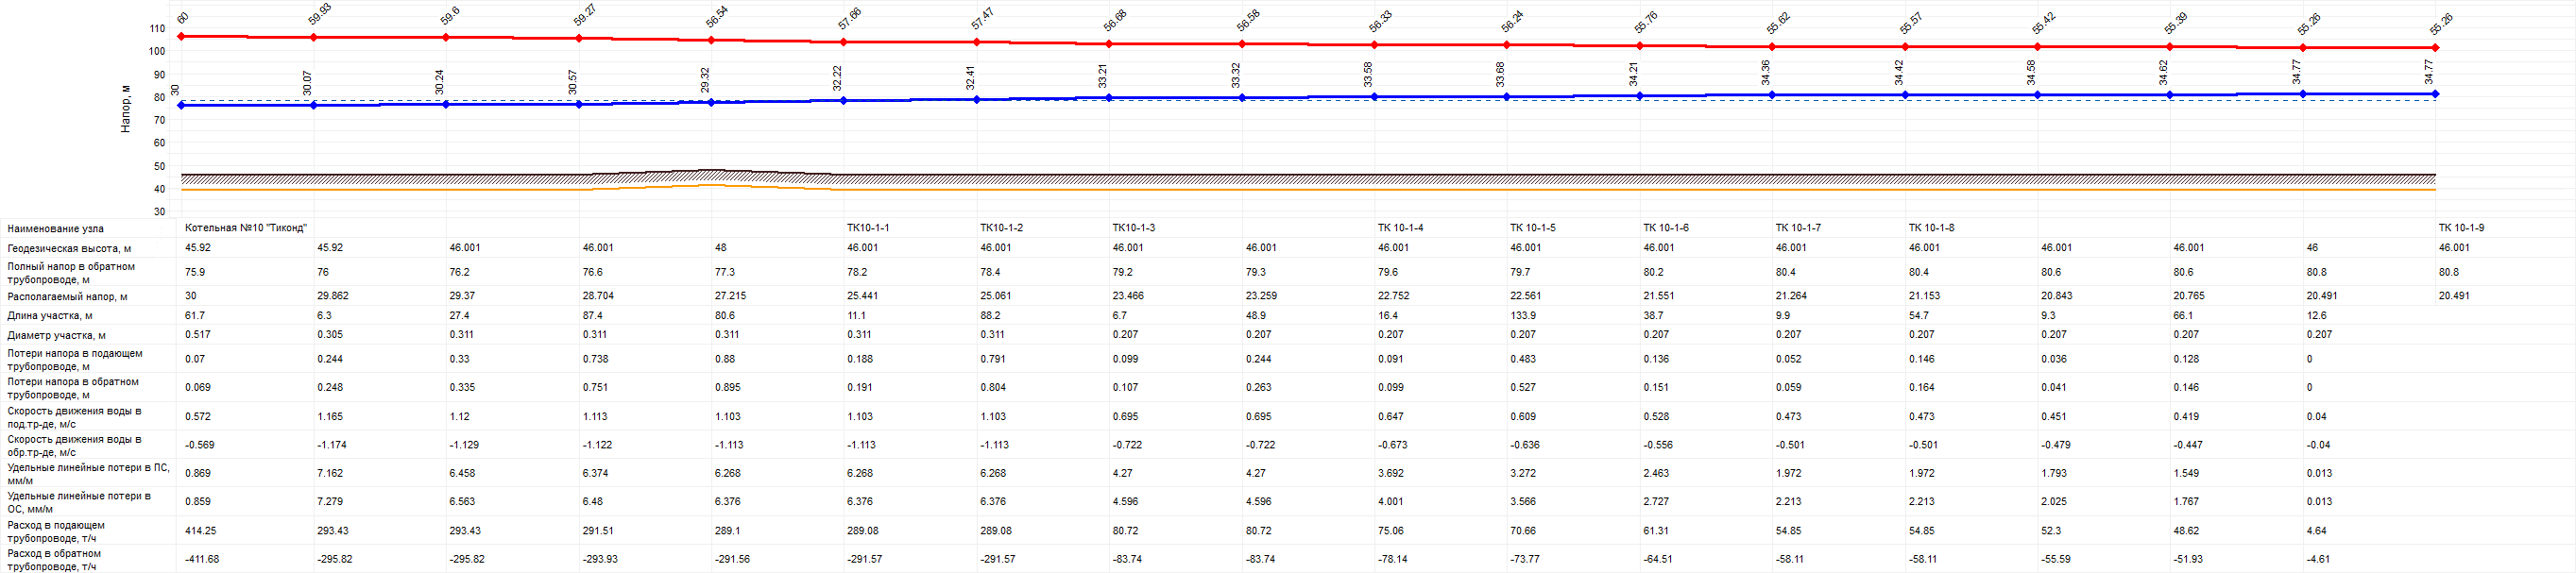 60 59.93 59.6 59.27 56.54 57.66 57.47 56.68 56.58 56.33 56.24 55.76 55.62 55.57 55.42 55.39 55.26 55.26
30 30.07 30.24 30.57 29.32 32.22 32.41 33.21 33.32 33.58 33.68 34.21 34.36 34.42 34.58 34.62 34.77 34.77
Напор, м
110
100
90
80
70
60
50
40
30
Наименование узла Котельная №10 "Тиконд" ТК10-1-1 ТК10-1-2 ТК10-1-3 ТК 10-1-4 ТК 10-1-5 ТК 10-1-6 ТК 10-1-7 ТК 10-1-8 ТК 10-1-9
Геодезическая высота, м 45.92 45.92 46.001 46.001 48 46.001 46.001 46.001 46.001 46.001 46.001 46.001 46.001 46.001 46.001 46.001 46 46.001
Полный напор в обратном
трубопроводе, м 75.9 76 76.2 76.6 77.3 78.2 78.4 79.2 79.3 79.6 79.7 80.2 80.4 80.4 80.6 80.6 80.8 80.8
Располагаемый напор, м 30 29.862 29.37 28.704 27.215 25.441 25.061 23.466 23.259 22.752 22.561 21.551 21.264 21.153 20.843 20.765 20.491 20.491
Длина участка, м 61.7 6.3 27.4 87.4 80.6 11.1 88.2 6.7 48.9 16.4 133.9 38.7 9.9 54.7 9.3 66.1 12.6
Диаметр участка, м 0.517 0.305 0.311 0.311 0.311 0.311 0.311 0.207 0.207 0.207 0.207 0.207 0.207 0.207 0.207 0.207 0.207
Потери напора в подающем
трубопроводе, м 0.07 0.244 0.33 0.738 0.88 0.188 0.791 0.099 0.244 0.091 0.483 0.136 0.052 0.146 0.036 0.128 0
Потери напора в обратном
трубопроводе, м 0.069 0.248 0.335 0.751 0.895 0.191 0.804 0.107 0.263 0.099 0.527 0.151 0.059 0.164 0.041 0.146 0
Скорость движения воды в
под.тр-де, м/с 0.572 1.165 1.12 1.113 1.103 1.103 1.103 0.695 0.695 0.647 0.609 0.528 0.473 0.473 0.451 0.419 0.04
Скорость движения воды в
обр.тр-де, м/с -0.569 -1.174 -1.129 -1.122 -1.113 -1.113 -1.113 -0.722 -0.722 -0.673 -0.636 -0.556 -0.501 -0.501 -0.479 -0.447 -0.04
Удельные линейные потери в ПС,
мм/м 0.869 7.162 6.458 6.374 6.268 6.268 6.268 4.27 4.27 3.692 3.272 2.463 1.972 1.972 1.793 1.549 0.013
Удельные линейные потери в
ОС, мм/м 0.859 7.279 6.563 6.48 6.376 6.376 6.376 4.596 4.596 4.001 3.566 2.727 2.213 2.213 2.025 1.767 0.013
Расход в подающем
трубопроводе, т/ч 414.25 293.43 293.43 291.51 289.1 289.08 289.08 80.72 80.72 75.06 70.66 61.31 54.85 54.85 52.3 48.62 4.64
Расход в обратном
трубопроводе, т/ч -411.68 -295.82 -295.82 -293.93 -291.56 -291.57 -291.57 -83.74 -83.74 -78.14 -73.77 -64.51 -58.11 -58.11 -55.59 -51.93 -4.61